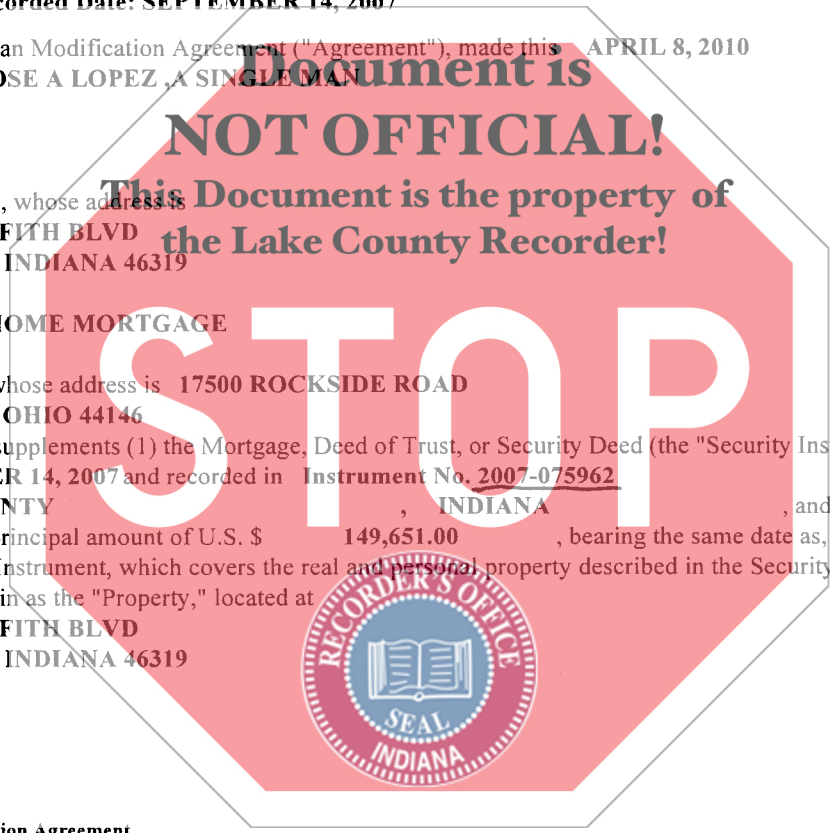 corded Date: SEPTEMBER 14, 2007
an Modification Agreement ("Agreement"), made this APRIL 8, 2010
OSE A LOPEZ ,A SINGLE MAN
Document is
NOT OFFICIAL!
This Document is the property of
the Lake County Recorder!
, whose address is
FITH BLVD
INDIANA 46319
OME MORTGAGE
STOP
whose address is 17500 ROCKSIDE ROAD
OHIO 44146
supplements (1) the Mortgage, Deed of Trust, or Security Deed (the "Security Ins
ER 14, 2007 and recorded in Instrument No. 2007-075962
NTY , INDIANA , and
rincipal amount of U.S. $ 149,651.00 , bearing the same date as,
Instrument, which covers the real and personal property described in the Security
in as the "Property," located at
FITH BLVD
INDIANA 46319
RECORDER'S OFFICE
SEAL
INDIANA
ion Agreement